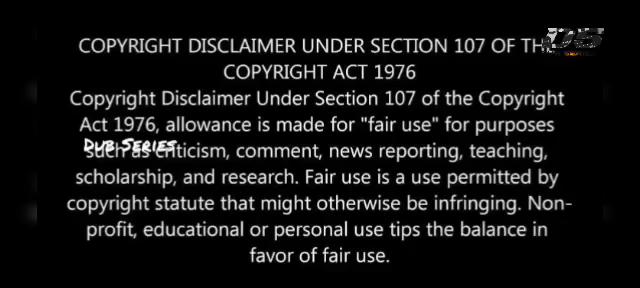 COPYRIGHT DISCLAIMER UNDER SECTION 107 OF THE
COPYRIGHT ACT 1976
Copyright Disclaimer Under Section 107 of the Copyright
Act 1976, allowance is made for "fair use" for purposes
such as criticism, comment, news reporting, teaching,
Dub Series
scholarship, and research. Fair use is a use permitted by
copyright statute that might otherwise be infringing. Non-
profit, educational or personal use tips the balance in
favor of fair use.